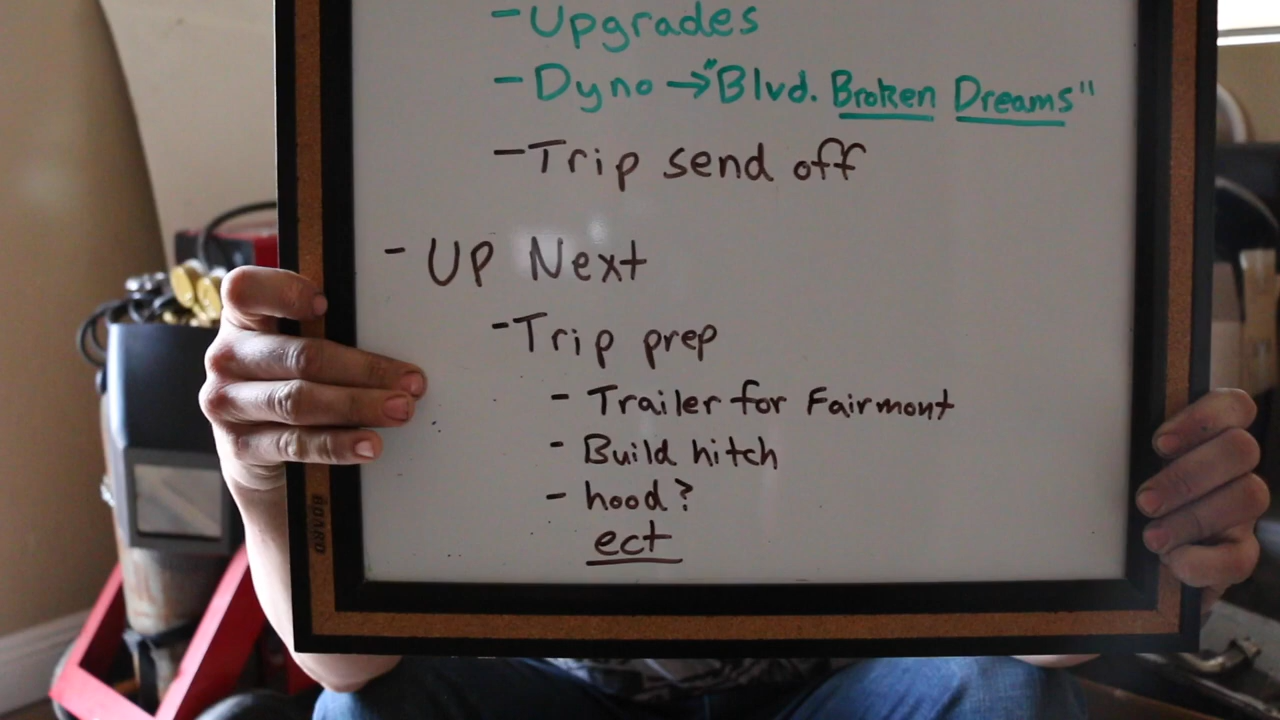 - Upgrades
- Dyno → "Blvd. Broken Dreams"
- Trip send off
- UP Next
- Trip prep
- Trailer for Fairmont
- Build hitch
- hood?
ect
BOARD